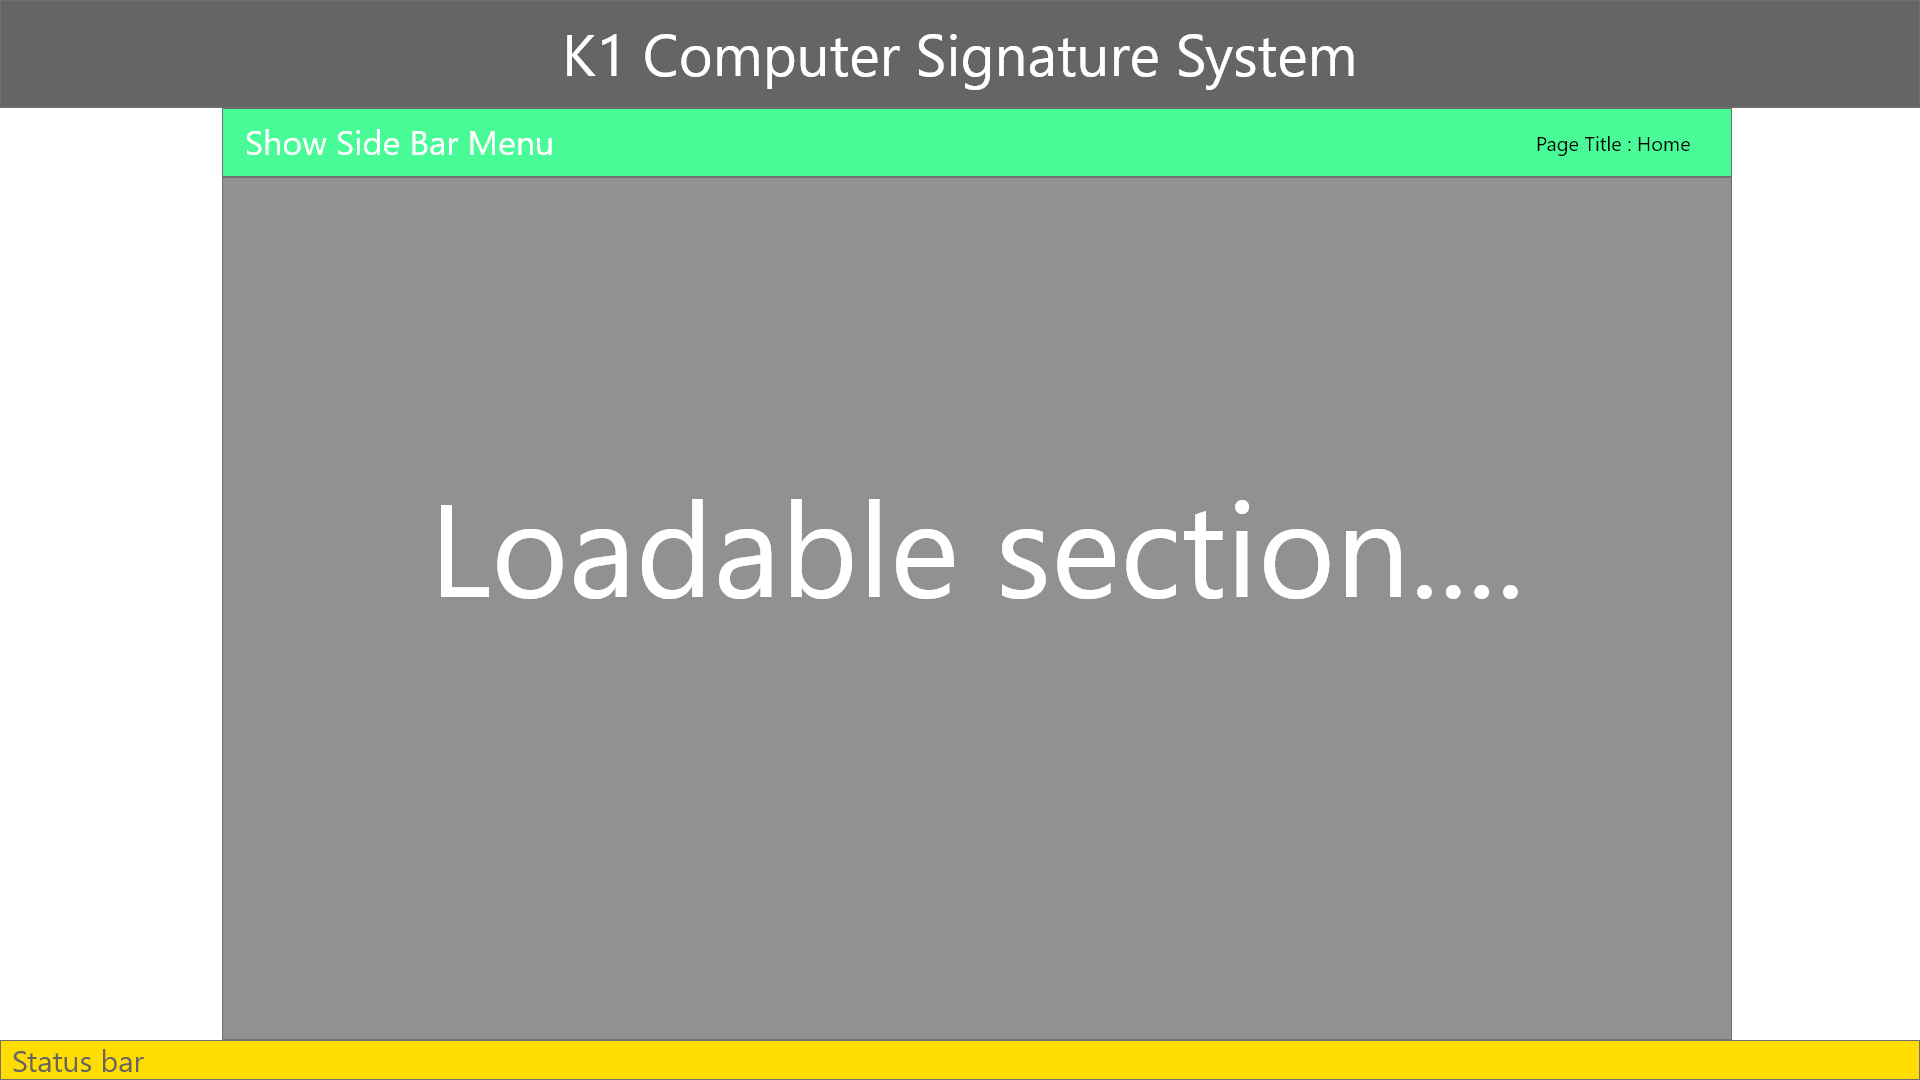 K1 Computer Signature System
Show Side Bar Menu
Page Title : Home
Loadable section....
Status bar